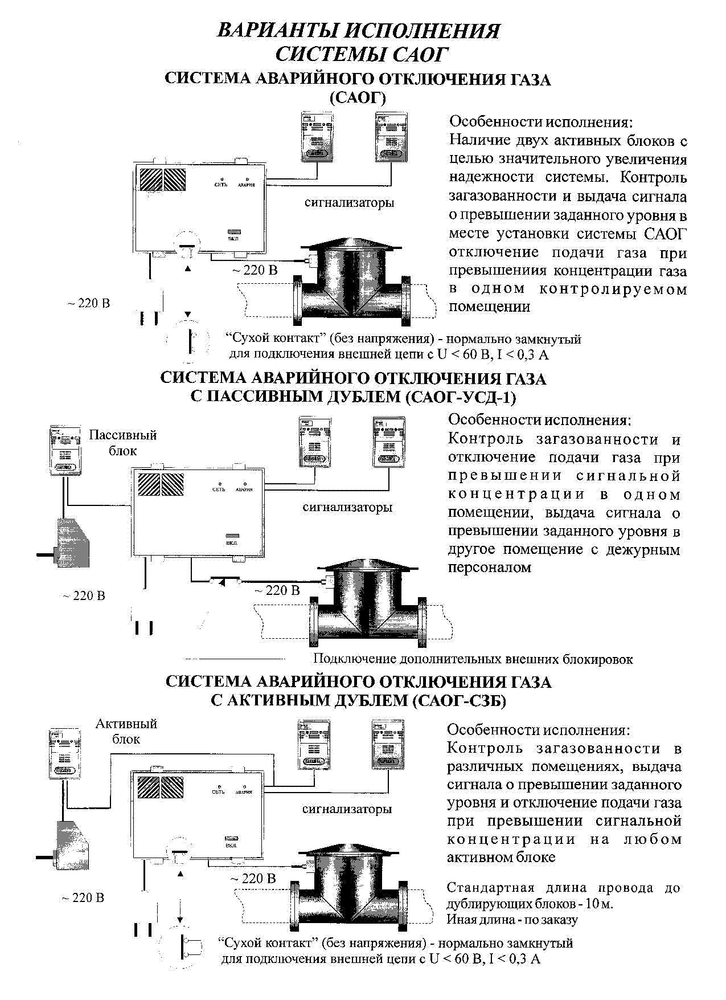 ВАРИАНТЫ ИСПОЛНЕНИЯ
СИСТЕМЫ САОГ
СИСТЕМА АВАРИЙНОГО ОТКЛЮЧЕНИЯ ГАЗА
(САОГ)
Особенности исполнения:
Наличие двух активных блоков с
целью значительного увеличения
надежности системы. Контроль
загазованности и выдача сигнала
о превышении заданного уровня в
месте установки системы САОГ
отключение подачи газа при
превышениия концентрации газа
в одном контролируемом
помещении
СЕТЬ АВАРИЯ
сигнализаторы
ВКЛ
~ 220 В
~ 220 В
“Сухой контакт” (без напряжения) - нормально замкнутый
для подключения внешней цепи с U < 60 В, I < 0,3 А
СИСТЕМА АВАРИЙНОГО ОТКЛЮЧЕНИЯ ГАЗА
С ПАССИВНЫМ ДУБЛЕМ (САОГ-УСД-1)
Пассивный
блок
Особенности исполнения:
Контроль загазованности и
отключение подачи газа при
превышении сигнальной
концентрации в одном
помещении, выдача сигнала о
превышении заданного уровня в
другое помещение с дежурным
персоналом
СЕТЬ АВАРИЯ
сигнализаторы
ВКЛ
~ 220 В
~ 220 В
Подключение дополнительных внешних блокировок
СИСТЕМА АВАРИЙНОГО ОТКЛЮЧЕНИЯ ГАЗА
С АКТИВНЫМ ДУБЛЕМ (САОГ-СЗБ)
Активный
блок
Особенности исполнения:
Контроль загазованности в
различных помещениях, выдача
сигнала о превышении заданного
уровня и отключение подачи газа
при превышении сигнальной
концентрации на любом
активном блоке
СЕТЬ АВАРИЯ
сигнализаторы
ВКЛ
~ 220 В
~ 220 В
Стандартная длина провода до
дублирующих блоков - 10 м.
Иная длина - по заказу
“Сухой контакт” (без напряжения) - нормально замкнутый
для подключения внешней цепи с U < 60 В, I < 0,3 А